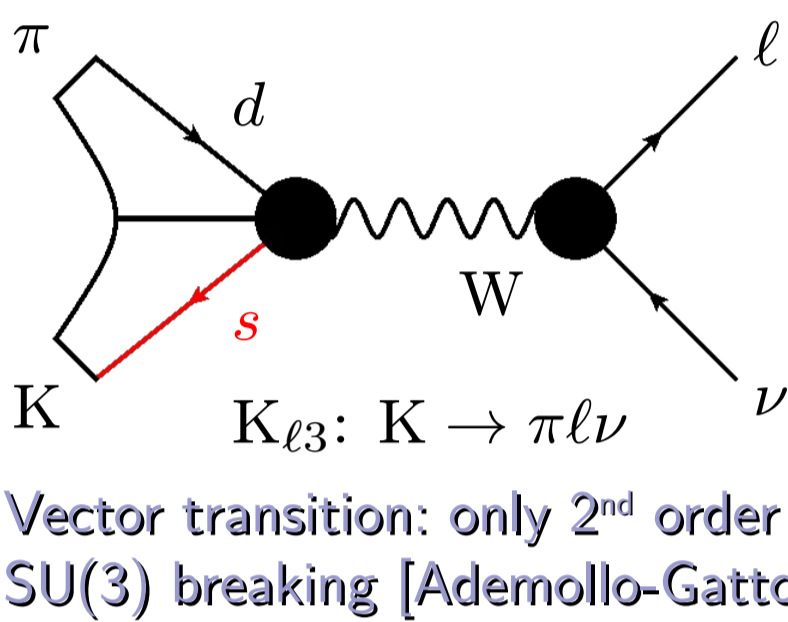 π
ℓ
d
W
s
K
ν
K_ℓ3: K → πℓν
Vector transition: only 2nd order
SU(3) breaking [Ademollo-Gatto